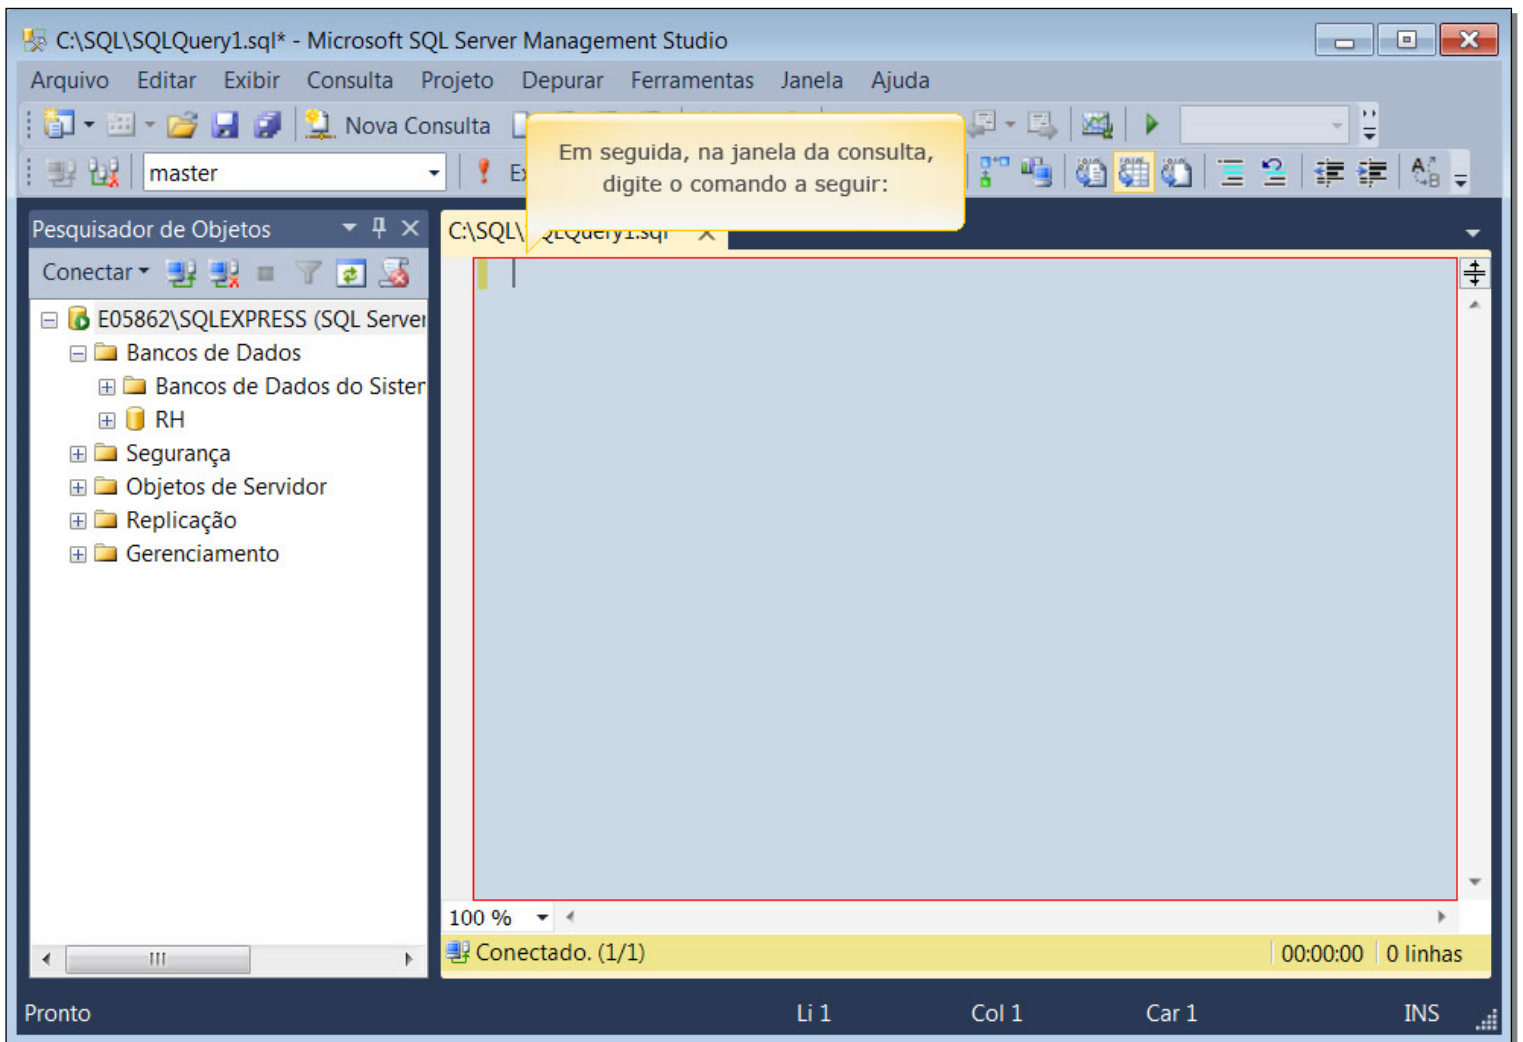 C:\SQL\SQLQuery1.sql* - Microsoft SQL Server Management Studio
Arquivo Editar Exibir Consulta Projeto Depurar Ferramentas Janela Ajuda
Nova Consulta
master
Em seguida, na janela da consulta,
digite o comando a seguir:
Pesquisador de Objetos
Conectar
E05862\SQLEXPRESS (SQL Server
Bancos de Dados
Bancos de Dados do Sistem
RH
Segurança
Objetos de Servidor
Replicação
Gerenciamento
C:\SQL\SQLQuery1.sql*
100 %
Conectado. (1/1) 00:00:00 0 linhas
Pronto Li 1 Col 1 Car 1 INS